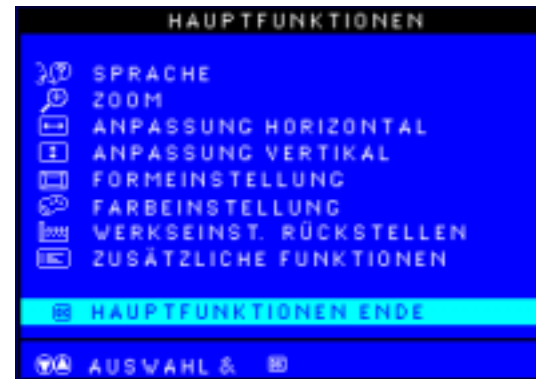 HAUPTFUNKTIONEN
SPRACHE
ZOOM
ANPASSUNG HORIZONTAL
ANPASSUNG VERTIKAL
FORMEINSTELLUNG
FARBEINSTELLUNG
WERKSEINST. RÜCKSTELLEN
ZUSÄTZLICHE FUNKTIONEN
HAUPTFUNKTIONEN ENDE
AUSWAHL &